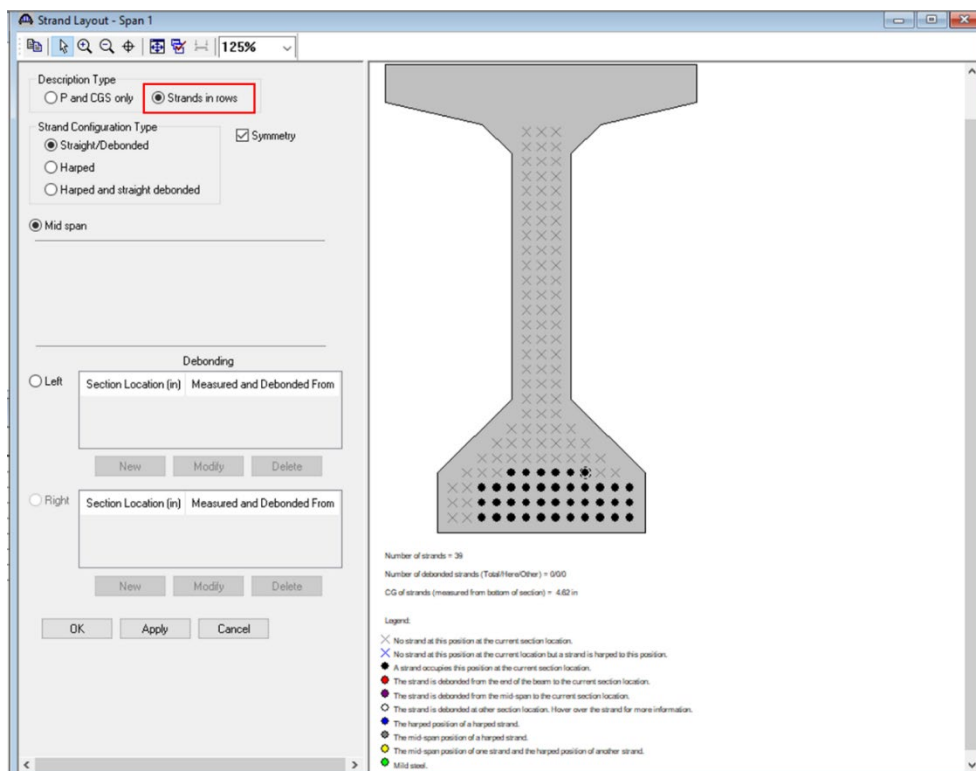 Strand Layout - Span 1
125%
Description Type
P and CGS only
Strands in rows
Strand Configuration Type
Symmetry
Straight/Debonded
Harped
Harped and straight debonded
Mid span
Debonding
Left
Section Location (in) Measured and Debonded From
New Modify Delete
Right
Section Location (in) Measured and Debonded From
New Modify Delete
OK Apply Cancel
Number of strands = 39
Number of debonded strands (Total/Here/Other) = 0/0/0
CG of strands (measured from bottom of section) = 4.62 in
Legend:
No strand at this position at the current section location.
No strand at this position at the current location but a strand is harped to this position.
A strand occupies this position at the current section location.
The strand is debonded from the end of the beam to the current section location.
The strand is debonded from the mid-span to the current section location.
The strand is debonded at other section location. Hover over the strand for more information.
The harped position of a harped strand.
The mid-span position of a harped strand.
The mid-span position of one strand and the harped position of another strand.
Mild steel.